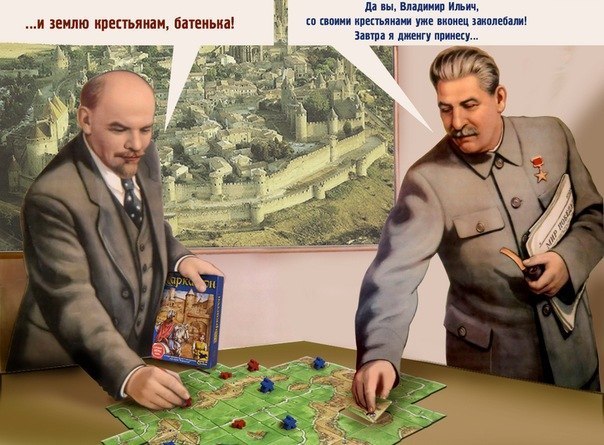 ...и землю крестьянам, батенька!
Да вы, Владимир Ильич,
со своими крестьянами уже вконец заколебали!
Завтра я дженгу принесу...